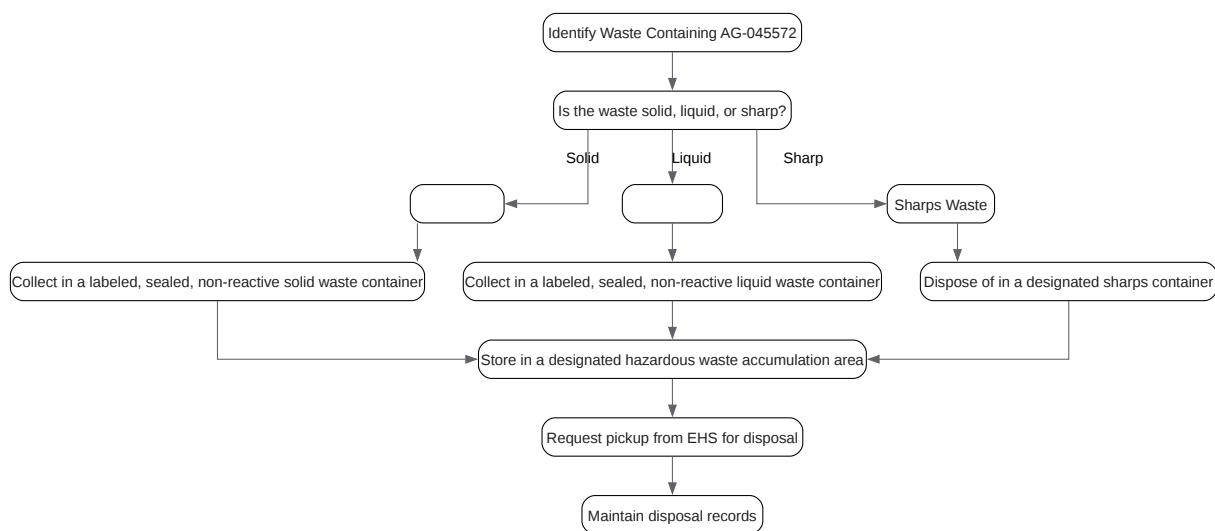 Identify Waste Containing AG-045572
Is the waste solid, liquid, or sharp?
Solid
Liquid
Sharp
Sharps Waste
Collect in a labeled, sealed, non-reactive solid waste container
Collect in a labeled, sealed, non-reactive liquid waste container
Dispose of in a designated sharps container
Store in a designated hazardous waste accumulation area
Request pickup from EHS for disposal
Maintain disposal records